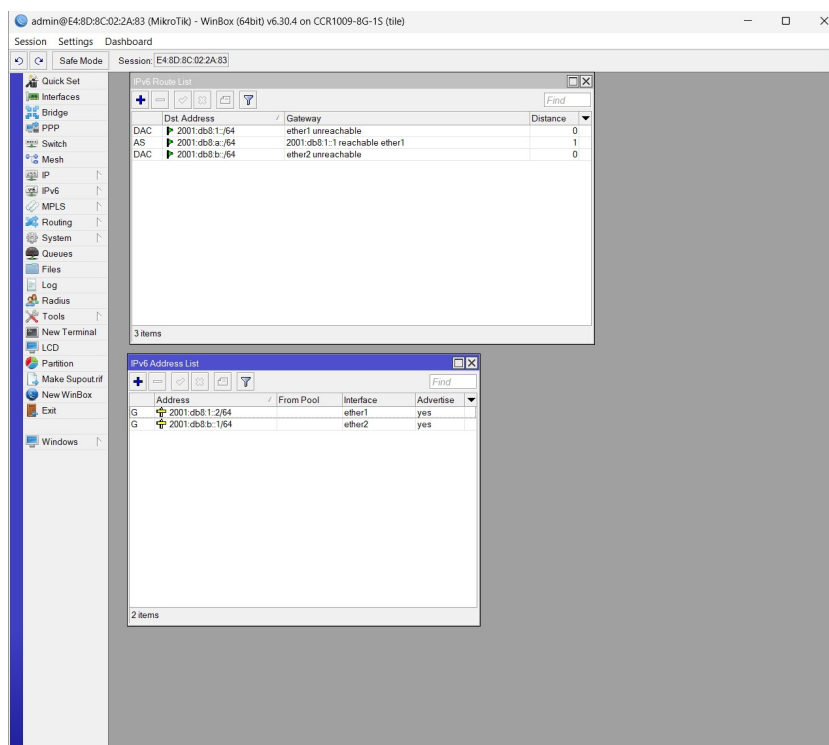 admin@E4:8D:8C:02:2A:83 (MikroTik) - WinBox (64bit) v6.30.4 on CCR1009-8G-1S (tile)
Session Settings Dashboard
Safe Mode Session: E4:8D:8C:02:2A:83
Quick Set
Interfaces
Bridge
PPP
Switch
Mesh
IP
IPv6
MPLS
Routing
System
Queues
Files
Log
Radius
Tools
New Terminal
LCD
Partition
Make Supout.rif
New WinBox
Exit
Windows
IPv6 Route List
Find
Dst. Address Gateway Distance
DAC 2001:db8:1::/64 ether1 unreachable 0
AS 2001:db8:a::/64 2001:db8:1::1 reachable ether1 1
DAC 2001:db8:b::/64 ether2 unreachable 0
3 items
IPv6 Address List
Find
Address From Pool Interface Advertise
G 2001:db8:1::2/64 ether1 yes
G 2001:db8:b::1/64 ether2 yes
2 items